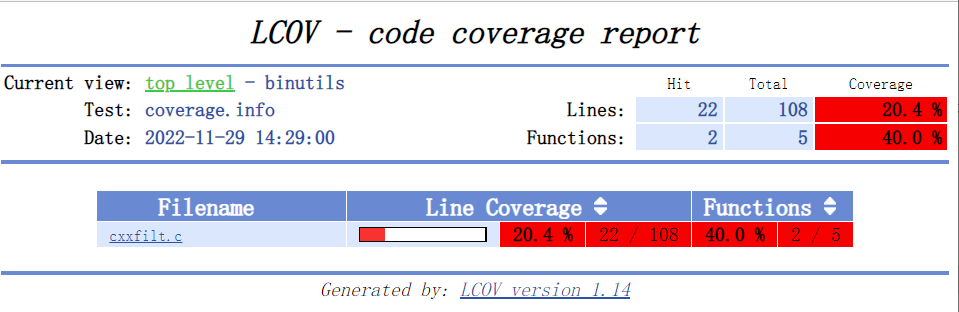 LCOV - code coverage report
Current view: top level - binutils Hit Total Coverage
Test: coverage.info Lines: 22 108 20.4 %
Date: 2022-11-29 14:29:00 Functions: 2 5 40.0 %
Filename Line Coverage Functions
cxxfilt.c 20.4 % 22 / 108 40.0 % 2 / 5
Generated by: LCOV version 1.14